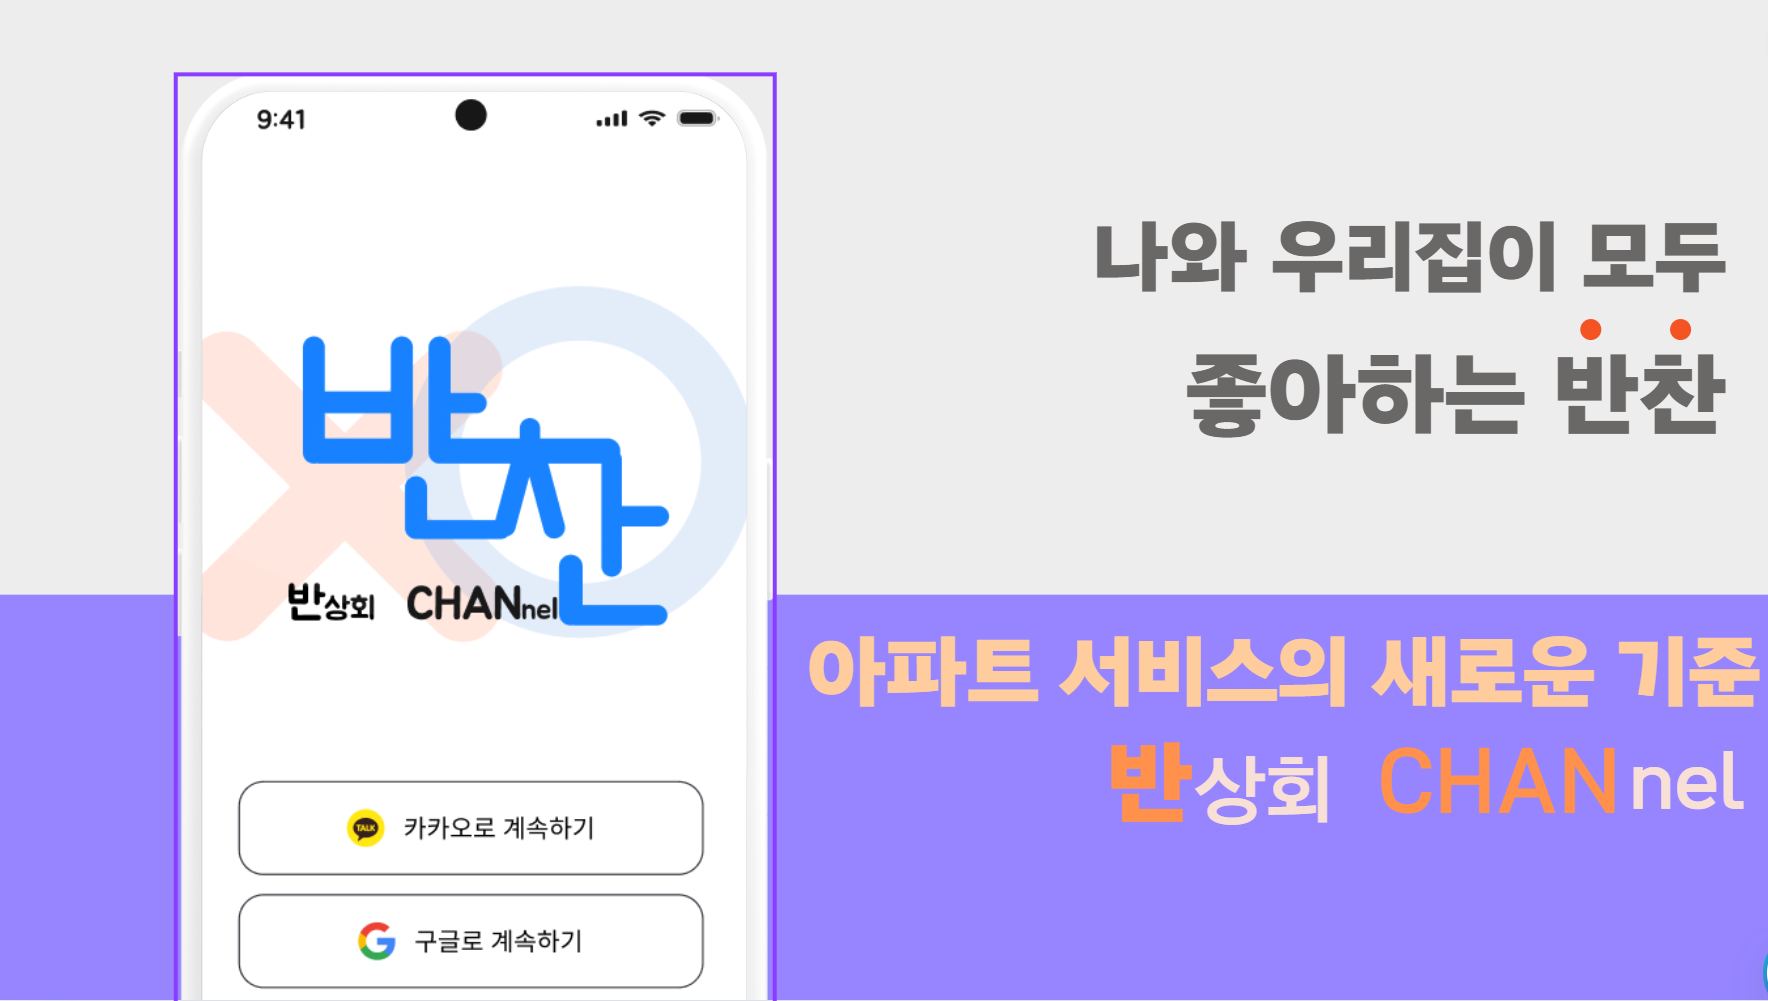 9:41
반찬
반상회 CHANnel
TALK 카카오로 계속하기
G 구글로 계속하기
나와 우리집이 모두
좋아하는 반찬
아파트 서비스의 새로운 기준
반상회 CHANnel